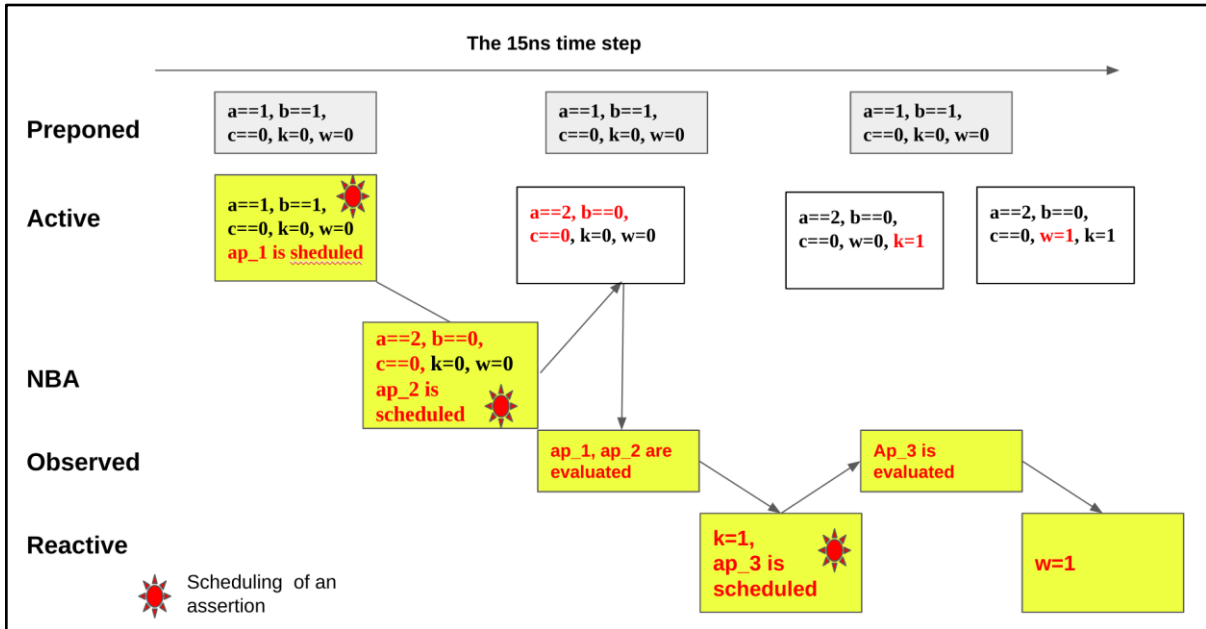 The 15ns time step
Preponed
a==1, b==1,
c==0, k=0, w=0
a==1, b==1,
c==0, k=0, w=0
a==1, b==1,
c==0, k=0, w=0
Active
a==1, b==1,
c==0, k=0, w=0
ap_1 is sheduled
a==2, b==0,
c==0, k=0, w=0
a==2, b==0,
c==0, w=0, k=1
a==2, b==0,
c==0, w=1, k=1
NBA
a==2, b==0,
c==0, k=0, w=0
ap_2 is
scheduled
Observed
ap_1, ap_2 are
evaluated
Ap_3 is
evaluated
Reactive
k=1,
ap_3 is
scheduled
w=1
Scheduling of an
assertion